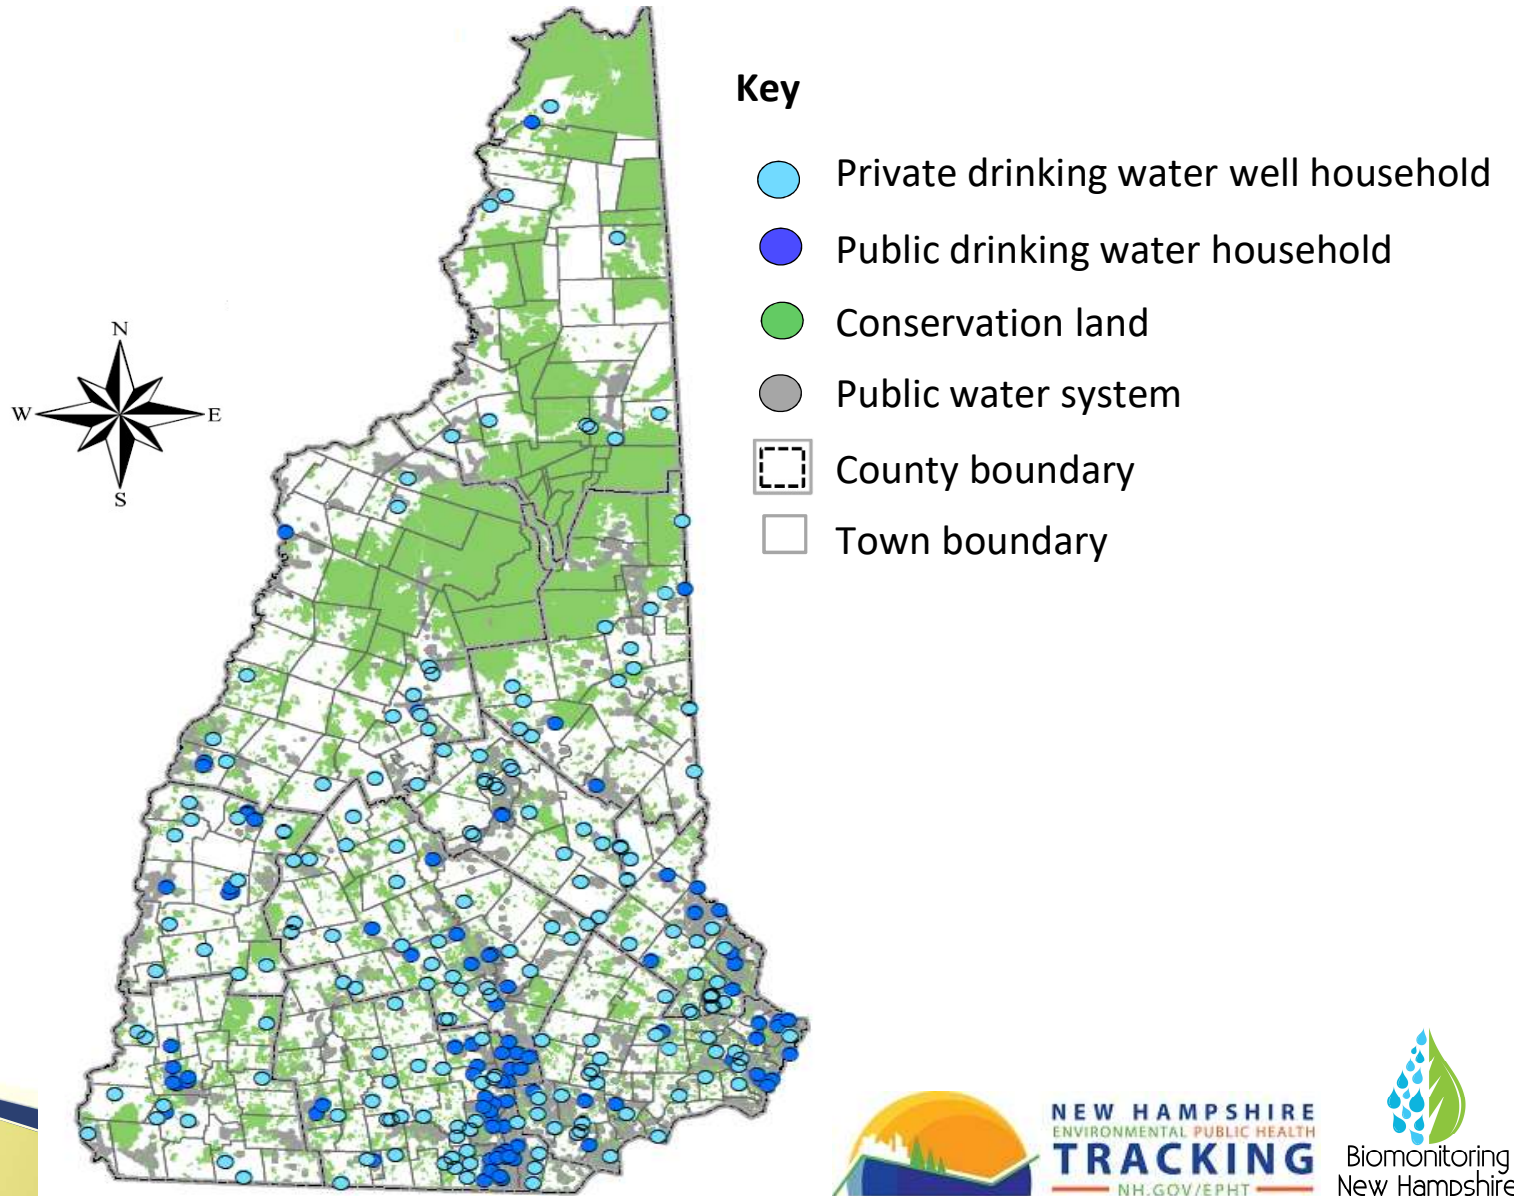 Key
Private drinking water well household
Public drinking water household
Conservation land
Public water system
County boundary
Town boundary
N
W
E
S
NEW HAMPSHIRE
ENVIRONMENTAL PUBLIC HEALTH
TRACKING
NH.GOV/EPHT
Biomonitoring
New Hampshire